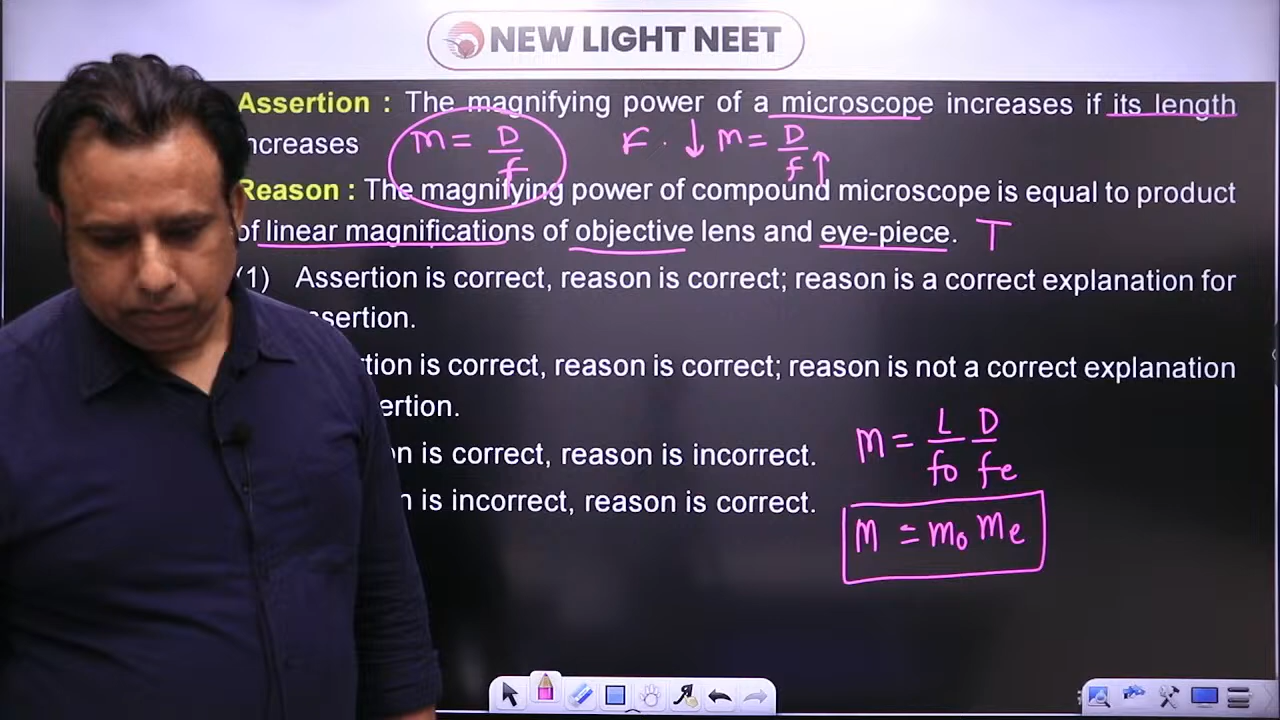 NEW LIGHT NEET
Assertion : The magnifying power of a microscope increases if its length
ncreases m = D/f F. ↓ m = D/f ↑
Reason : The magnifying power of compound microscope is equal to product
of linear magnifications of objective lens and eye-piece. T
(1) Assertion is correct, reason is correct; reason is a correct explanation for
ssertion.
tion is correct, reason is correct; reason is not a correct explanation
ertion.
n is correct, reason is incorrect.
n is incorrect, reason is correct.
m = L/fo D/fe
m = mo me